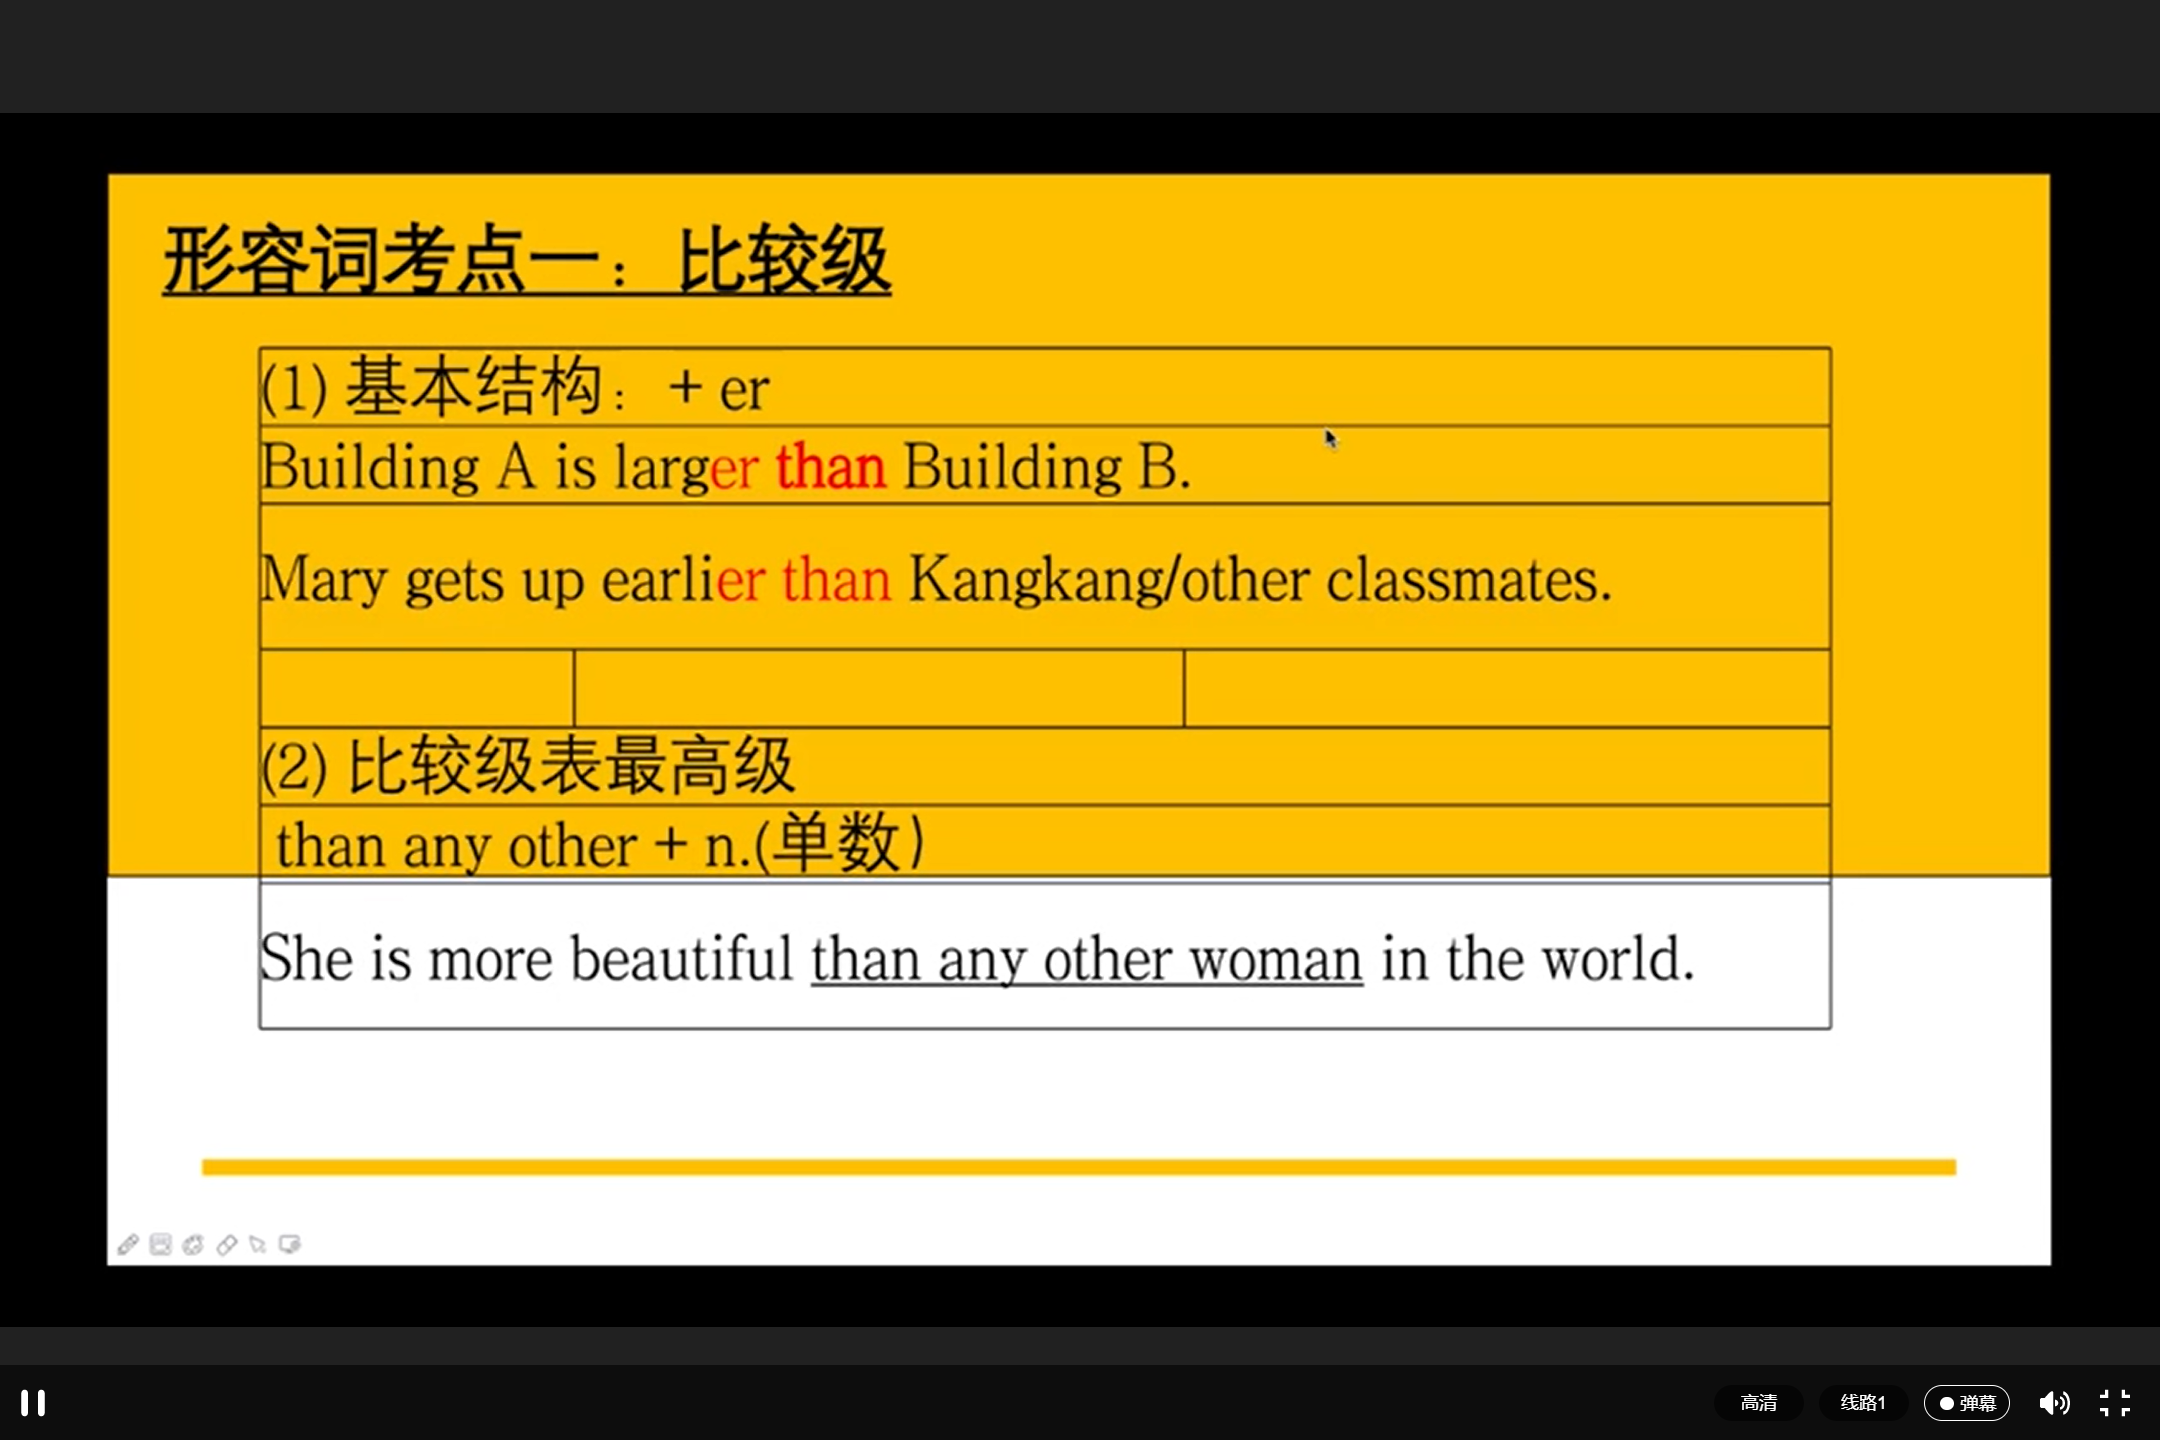 形容词考点一：比较级
(1) 基本结构：+ er
Building A is larger than Building B.
Mary gets up earlier than Kangkang/other classmates.
(2) 比较级表最高级
than any other + n.(单数)
She is more beautiful than any other woman in the world.
高清
线路1
弹幕